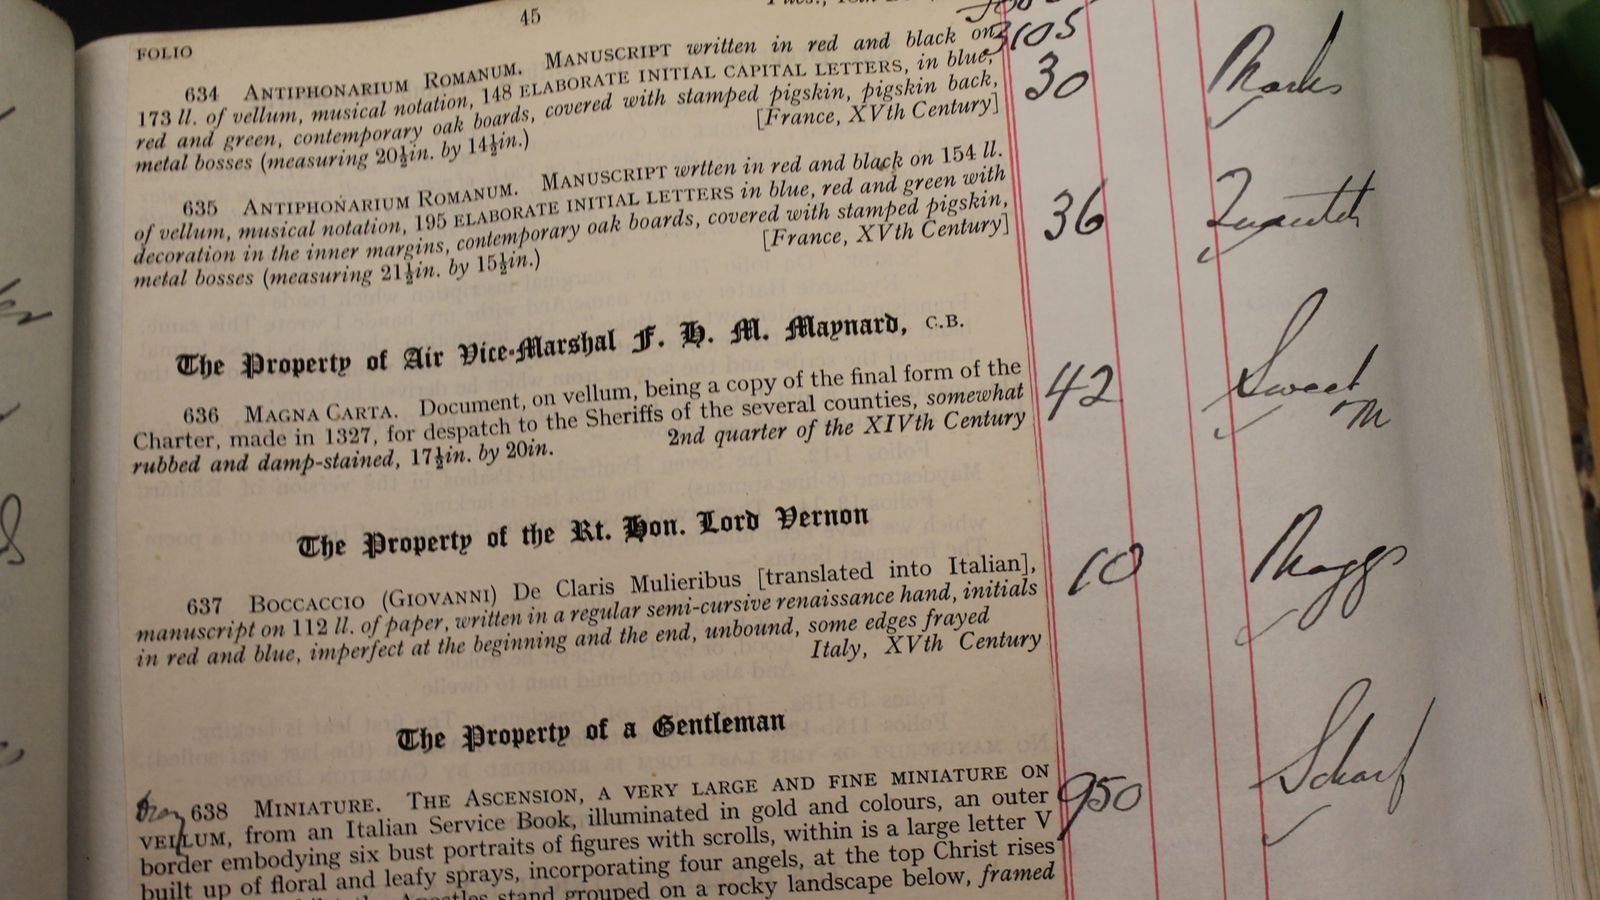 45
FOLIO
3105
634 ANTIPHONARIUM ROMANUM. MANUSCRIPT written in red and black on
173 ll. of vellum, musical notation, 148 ELABORATE INITIAL CAPITAL LETTERS, in blue,
red and green, contemporary oak boards, covered with stamped pigskin, pigskin back,
metal bosses (measuring 20½in. by 14½in.)
[France, XVth Century]
30
Marks
635 ANTIPHONARIUM ROMANUM. MANUSCRIPT wrtten in red and black on 154 ll.
of vellum, musical notation, 195 ELABORATE INITIAL LETTERS in blue, red and green with
decoration in the inner margins, contemporary oak boards, covered with stamped pigskin,
metal bosses (measuring 21½in. by 15½in.)
[France, XVth Century]
36
The Property of Air Vice-Marshal F. H. M. Maynard, C.B.
636 MAGNA CARTA. Document, on vellum, being a copy of the final form of the
Charter, made in 1327, for despatch to the Sheriffs of the several counties, somewhat
rubbed and damp-stained, 17½in. by 20in.
2nd quarter of the XIVth Century
42
Sweet
M
The Property of the Rt. Hon. Lord Vernon
637 BOCCACCIO (GIOVANNI) De Claris Mulieribus [translated into Italian],
manuscript on 112 ll. of paper, written in a regular semi-cursive renaissance hand, initials
in red and blue, imperfect at the beginning and the end, unbound, some edges frayed
Italy, XVth Century
10
Maggs
The Property of a Gentleman
638 MINIATURE. THE ASCENSION, A VERY LARGE AND FINE MINIATURE ON
VELLUM, from an Italian Service Book, illuminated in gold and colours, an outer
border embodying six bust portraits of figures with scrolls, within is a large letter V
built up of floral and leafy sprays, incorporating four angels, at the top Christ rises
Apostles stand grouped on a rocky landscape below, framed
950
Scharf